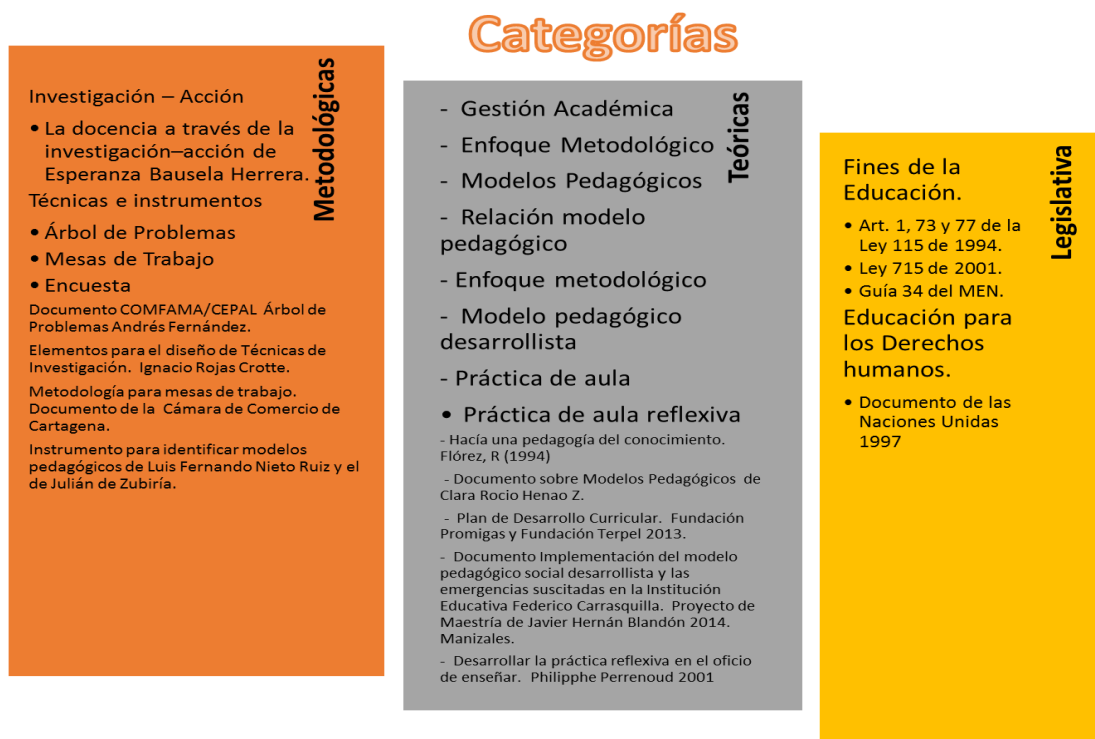 Categorías
Metodológicas
Investigación – Acción
• La docencia a través de la
investigación–acción de
Esperanza Bausela Herrera.
Técnicas e instrumentos
• Árbol de Problemas
• Mesas de Trabajo
• Encuesta
Documento COMFAMA/CEPAL Árbol de
Problemas Andrés Fernández.
Elementos para el diseño de Técnicas de
Investigación. Ignacio Rojas Crotte.
Metodología para mesas de trabajo.
Documento de la Cámara de Comercio de
Cartagena.
Instrumento para identificar modelos
pedagógicos de Luis Fernando Nieto Ruiz y el
de Julián de Zubiría.
Teóricas
- Gestión Académica
- Enfoque Metodológico
- Modelos Pedagógicos
- Relación modelo
pedagógico
- Enfoque metodológico
- Modelo pedagógico
desarrollista
- Práctica de aula
• Práctica de aula reflexiva
- Hacía una pedagogía del conocimiento.
Flórez, R (1994)
- Documento sobre Modelos Pedagógicos de
Clara Rocio Henao Z.
- Plan de Desarrollo Curricular. Fundación
Promigas y Fundación Terpel 2013.
- Documento Implementación del modelo
pedagógico social desarrollista y las
emergencias suscitadas en la Institución
Educativa Federico Carrasquilla. Proyecto de
Maestría de Javier Hernán Blandón 2014.
Manizales.
- Desarrollar la práctica reflexiva en el oficio
de enseñar. Philipphe Perrenoud 2001
Legislativa
Fines de la
Educación.
• Art. 1, 73 y 77 de la
Ley 115 de 1994.
• Ley 715 de 2001.
• Guía 34 del MEN.
Educación para
los Derechos
humanos.
• Documento de las
Naciones Unidas
1997